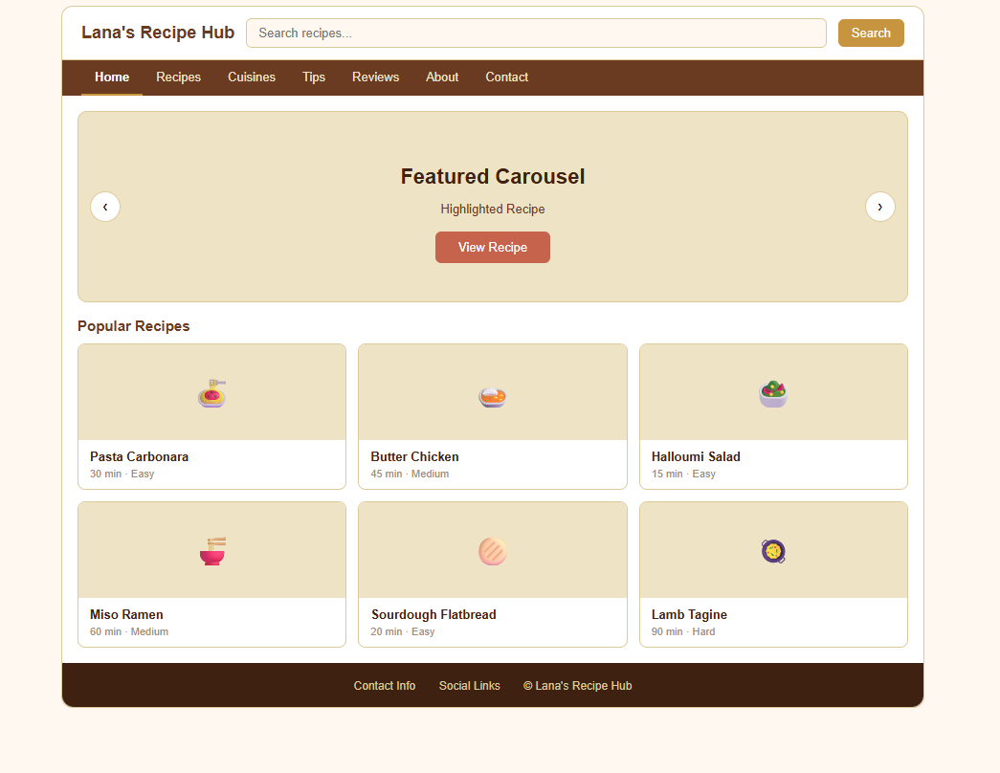 Lana's Recipe Hub
Search recipes...
Search
Home Recipes Cuisines Tips Reviews About Contact
Featured Carousel
‹ ›
Highlighted Recipe
View Recipe
Popular Recipes
Pasta Carbonara
30 min · Easy
Butter Chicken
45 min · Medium
Halloumi Salad
15 min · Easy
Miso Ramen
60 min · Medium
Sourdough Flatbread
20 min · Easy
Lamb Tagine
90 min · Hard
Contact Info Social Links © Lana's Recipe Hub